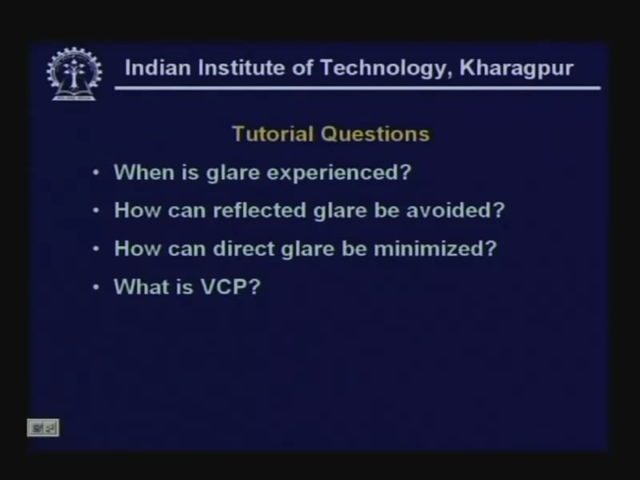 Indian Institute of Technology, Kharagpur
Tutorial Questions
• When is glare experienced?
• How can reflected glare be avoided?
• How can direct glare be minimized?
• What is VCP?